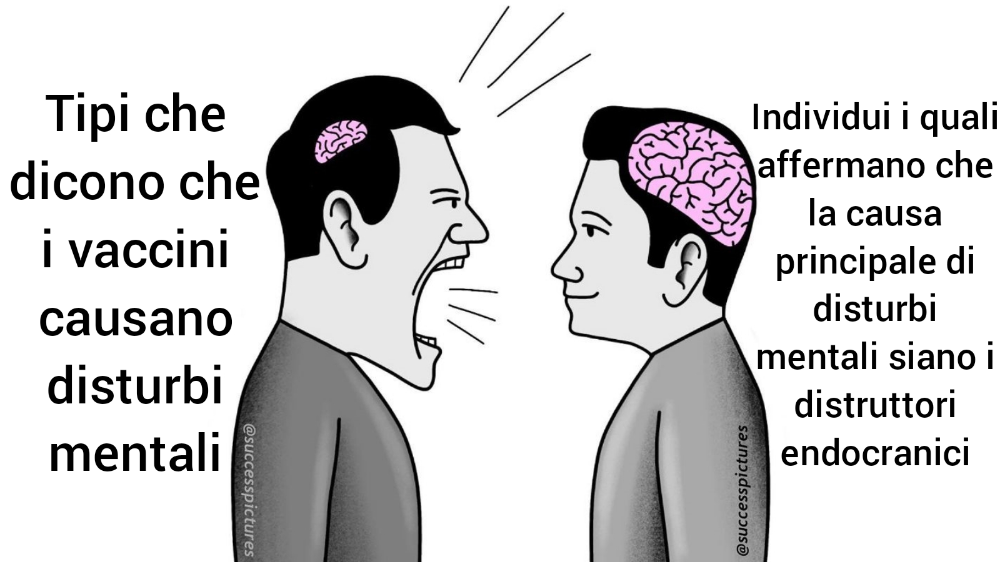 Tipi che
dicono che
i vaccini
causano
disturbi
mentali
Individui i quali
affermano che
la causa
principale di
disturbi
mentali siano i
distruttori
endocranici
@successpictures
@successpictures